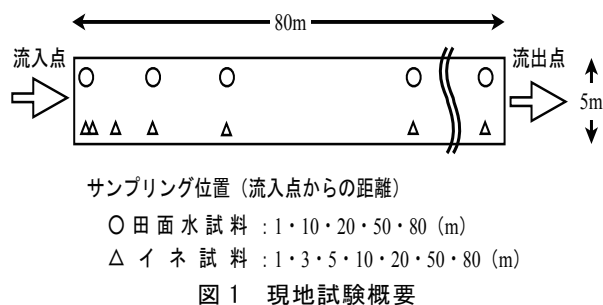 80m
流入点
流出点
5m
サンプリング位置（流入点からの距離）
○田面水試料：1・10・20・50・80（m）
△イネ試料：1・3・5・10・20・50・80（m）
図1 現地試験概要